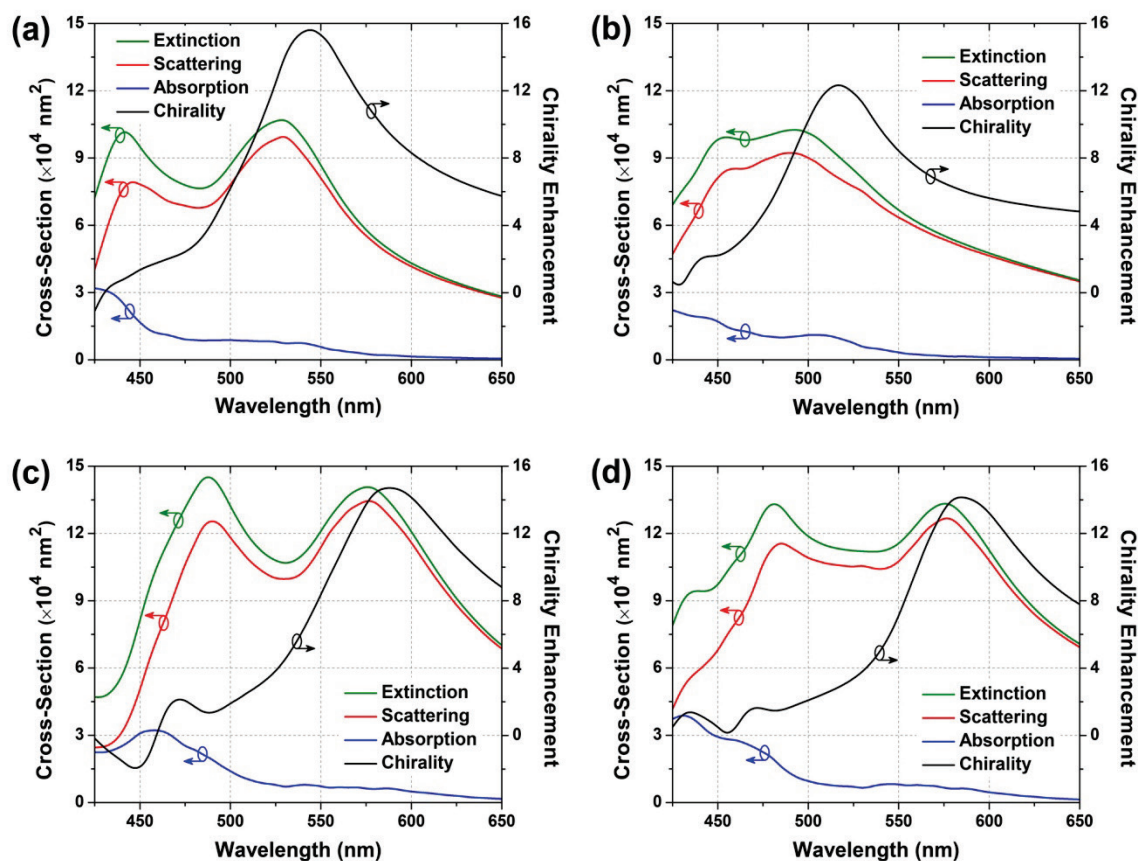 (a)
Extinction
Scattering
Absorption
Chirality
15
12
9
6
3
0
Cross-Section (×10⁴ nm²)
16
12
8
4
0
Chirality Enhancement
450 500 550 600 650
Wavelength (nm)
(b)
Extinction
Scattering
Absorption
Chirality
15
12
9
6
3
0
Cross-Section (×10⁴ nm²)
16
12
8
4
0
Chirality Enhancement
450 500 550 600 650
Wavelength (nm)
(c)
15
12
9
6
3
0
Cross-Section (×10⁴ nm²)
Extinction
Scattering
Absorption
Chirality
16
12
8
4
0
Chirality Enhancement
450 500 550 600 650
Wavelength (nm)
(d)
15
12
9
6
3
0
Cross-Section (×10⁴ nm²)
Extinction
Scattering
Absorption
Chirality
16
12
8
4
0
Chirality Enhancement
450 500 550 600 650
Wavelength (nm)